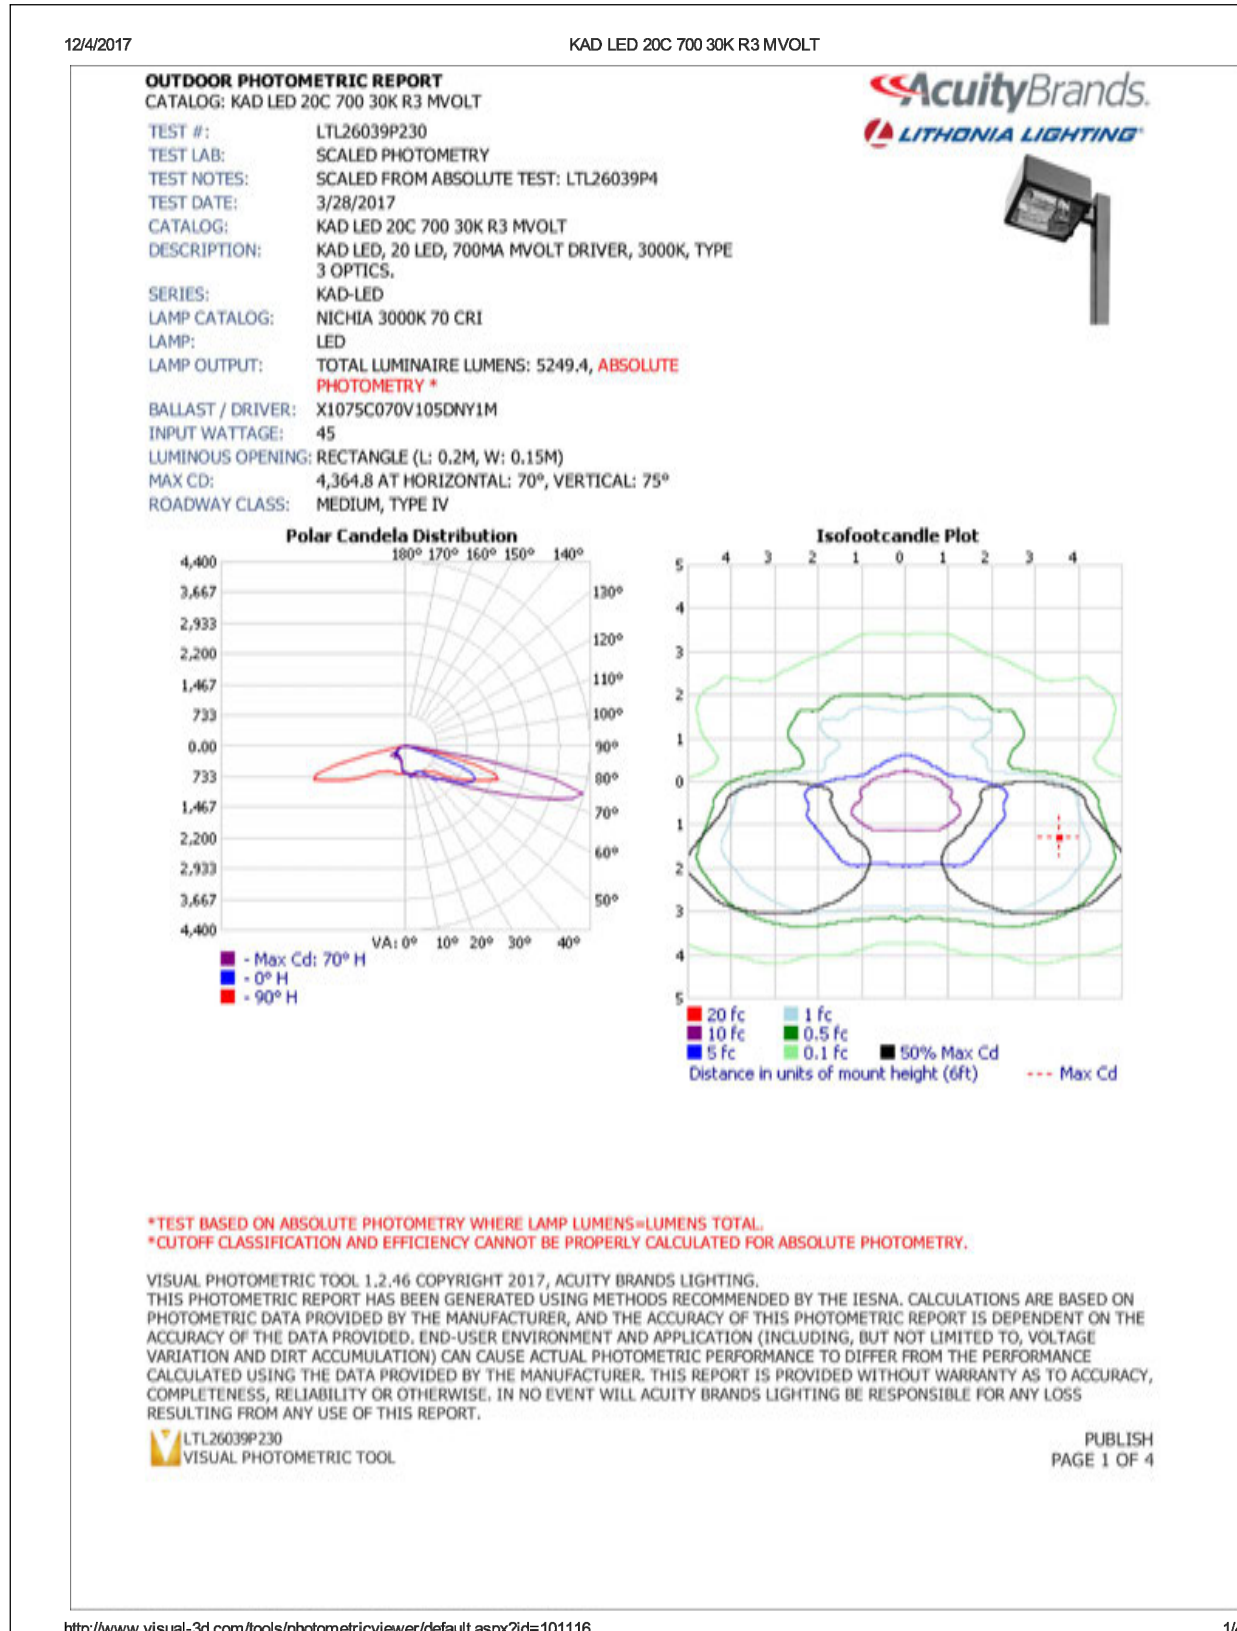 12/4/2017 KAD LED 20C 700 30K R3 MVOLT
OUTDOOR PHOTOMETRIC REPORT
CATALOG: KAD LED 20C 700 30K R3 MVOLT
AcuityBrands.
LITHONIA LIGHTING®
TEST #: LTL26039P230
TEST LAB: SCALED PHOTOMETRY
TEST NOTES: SCALED FROM ABSOLUTE TEST: LTL26039P4
TEST DATE: 3/28/2017
CATALOG: KAD LED 20C 700 30K R3 MVOLT
DESCRIPTION: KAD LED, 20 LED, 700MA MVOLT DRIVER, 3000K, TYPE
3 OPTICS.
SERIES: KAD-LED
LAMP CATALOG: NICHIA 3000K 70 CRI
LAMP: LED
LAMP OUTPUT: TOTAL LUMINAIRE LUMENS: 5249.4, ABSOLUTE
PHOTOMETRY *
BALLAST / DRIVER: X1075C070V105DNY1M
INPUT WATTAGE: 45
LUMINOUS OPENING: RECTANGLE (L: 0.2M, W: 0.15M)
MAX CD: 4,364.8 AT HORIZONTAL: 70°, VERTICAL: 75°
ROADWAY CLASS: MEDIUM, TYPE IV
Polar Candela Distribution
180° 170° 160° 150° 140°
4,400
3,667
2,933
2,200
1,467
733
0.00
733
1,467
2,200
2,933
3,667
4,400
130°
120°
110°
100°
90°
80°
70°
60°
50°
VA: 0° 10° 20° 30° 40°
- Max Cd: 70° H
- 0° H
- 90° H
Isofootcandle Plot
4 3 2 1 0 1 2 3 4
5
4
3
2
1
0
1
2
3
4
5
20 fc 1 fc
10 fc 0.5 fc
5 fc 0.1 fc 50% Max Cd
Distance in units of mount height (6ft) --- Max Cd
*TEST BASED ON ABSOLUTE PHOTOMETRY WHERE LAMP LUMENS=LUMENS TOTAL.
*CUTOFF CLASSIFICATION AND EFFICIENCY CANNOT BE PROPERLY CALCULATED FOR ABSOLUTE PHOTOMETRY.
VISUAL PHOTOMETRIC TOOL 1.2.46 COPYRIGHT 2017, ACUITY BRANDS LIGHTING.
THIS PHOTOMETRIC REPORT HAS BEEN GENERATED USING METHODS RECOMMENDED BY THE IESNA. CALCULATIONS ARE BASED ON
PHOTOMETRIC DATA PROVIDED BY THE MANUFACTURER, AND THE ACCURACY OF THIS PHOTOMETRIC REPORT IS DEPENDENT ON THE
ACCURACY OF THE DATA PROVIDED. END-USER ENVIRONMENT AND APPLICATION (INCLUDING, BUT NOT LIMITED TO, VOLTAGE
VARIATION AND DIRT ACCUMULATION) CAN CAUSE ACTUAL PHOTOMETRIC PERFORMANCE TO DIFFER FROM THE PERFORMANCE
CALCULATED USING THE DATA PROVIDED BY THE MANUFACTURER. THIS REPORT IS PROVIDED WITHOUT WARRANTY AS TO ACCURACY,
COMPLETENESS, RELIABILITY OR OTHERWISE. IN NO EVENT WILL ACUITY BRANDS LIGHTING BE RESPONSIBLE FOR ANY LOSS
RESULTING FROM ANY USE OF THIS REPORT.
LTL26039P230 PUBLISH
VISUAL PHOTOMETRIC TOOL PAGE 1 OF 4
http://www.visual-3d.com/tools/photometricviewer/default.aspx?id=101116 1/4